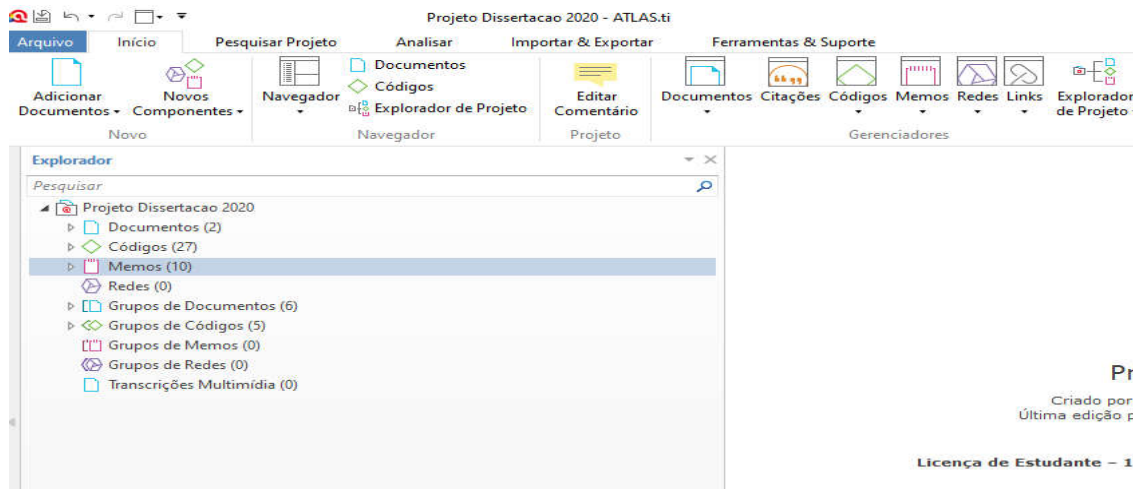 Projeto Dissertacao 2020 - ATLAS.ti
Arquivo Início Pesquisar Projeto Analisar Importar & Exportar Ferramentas & Suporte
Adicionar Documentos
Novos Componentes
Novo
Navegador
Documentos
Códigos
Explorador de Projeto
Navegador
Editar Comentário
Projeto
Documentos Citações Códigos Memos Redes Links Explorador de Projeto
Gerenciadores
Explorador
Pesquisar
Projeto Dissertacao 2020
Documentos (2)
Códigos (27)
Memos (10)
Redes (0)
Grupos de Documentos (6)
Grupos de Códigos (5)
Grupos de Memos (0)
Grupos de Redes (0)
Transcrições Multimídia (0)
Pr
Criado por
Última edição p
Licença de Estudante – 1